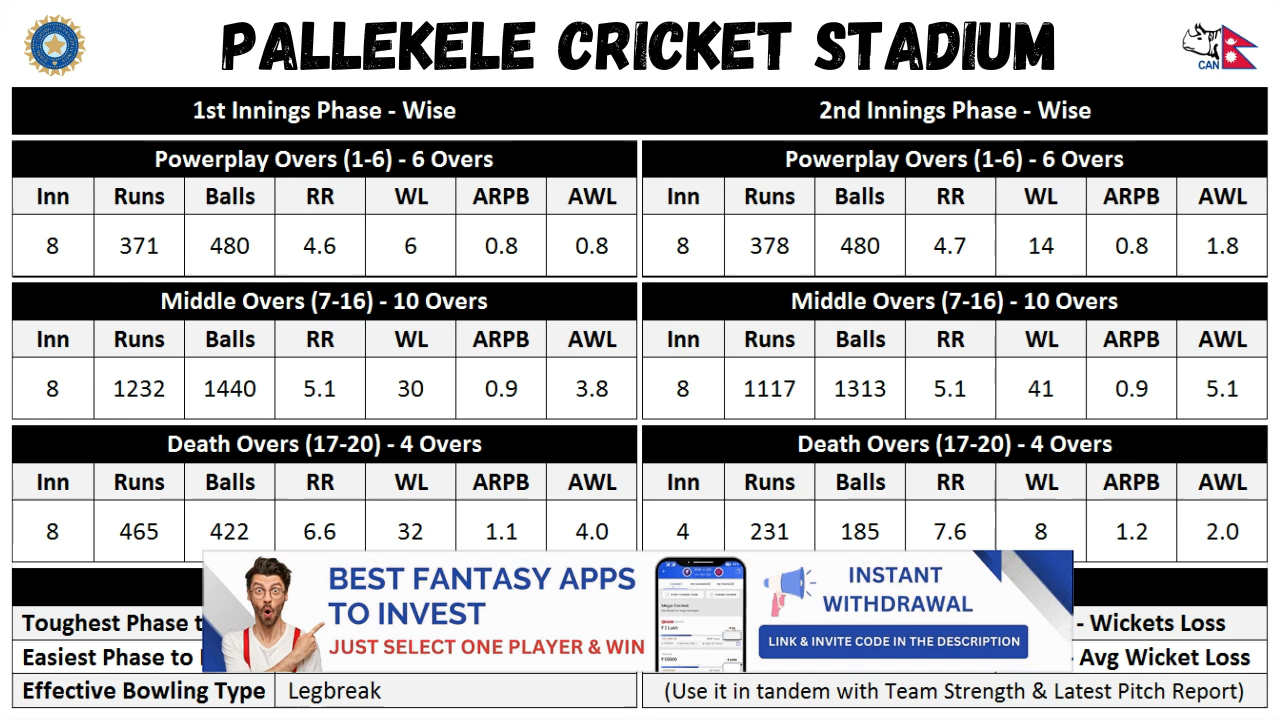 PALLEKELE CRICKET STADIUM
CAN
1st Innings Phase - Wise
2nd Innings Phase - Wise
Powerplay Overs (1-6) - 6 Overs
Inn Runs Balls RR WL ARPB AWL
8 371 480 4.6 6 0.8 0.8
Powerplay Overs (1-6) - 6 Overs
Inn Runs Balls RR WL ARPB AWL
8 378 480 4.7 14 0.8 1.8
Middle Overs (7-16) - 10 Overs
Inn Runs Balls RR WL ARPB AWL
8 1232 1440 5.1 30 0.9 3.8
Middle Overs (7-16) - 10 Overs
Inn Runs Balls RR WL ARPB AWL
8 1117 1313 5.1 41 0.9 5.1
Death Overs (17-20) - 4 Overs
Inn Runs Balls RR WL ARPB AWL
8 465 422 6.6 32 1.1 4.0
Death Overs (17-20) - 4 Overs
Inn Runs Balls RR WL ARPB AWL
4 231 185 7.6 8 1.2 2.0
Toughest Phase
Easiest Phase to
Effective Bowling Type Legbreak
BEST FANTASY APPS
TO INVEST
JUST SELECT ONE PLAYER & WIN
INSTANT
WITHDRAWAL
LINK & INVITE CODE IN THE DESCRIPTION
- Wickets Loss
- Avg Wicket Loss
(Use it in tandem with Team Strength & Latest Pitch Report)